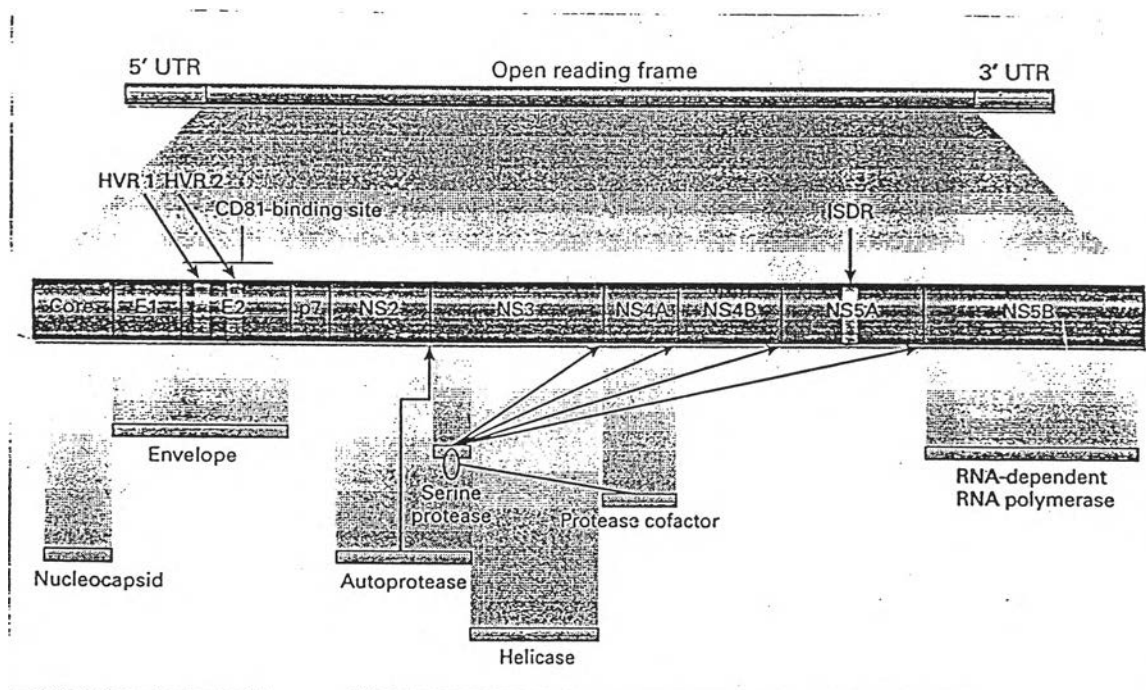 5′ UTR
Open reading frame
3′ UTR
HVR 1 HVR 2
CD81-binding site
ISDR
Core E1 E2 p7 NS2 NS3 NS4A NS4B NS5A NS5B
Envelope
Serine
protease
Protease cofactor
RNA-dependent
RNA polymerase
Nucleocapsid
Autoprotease
Helicase